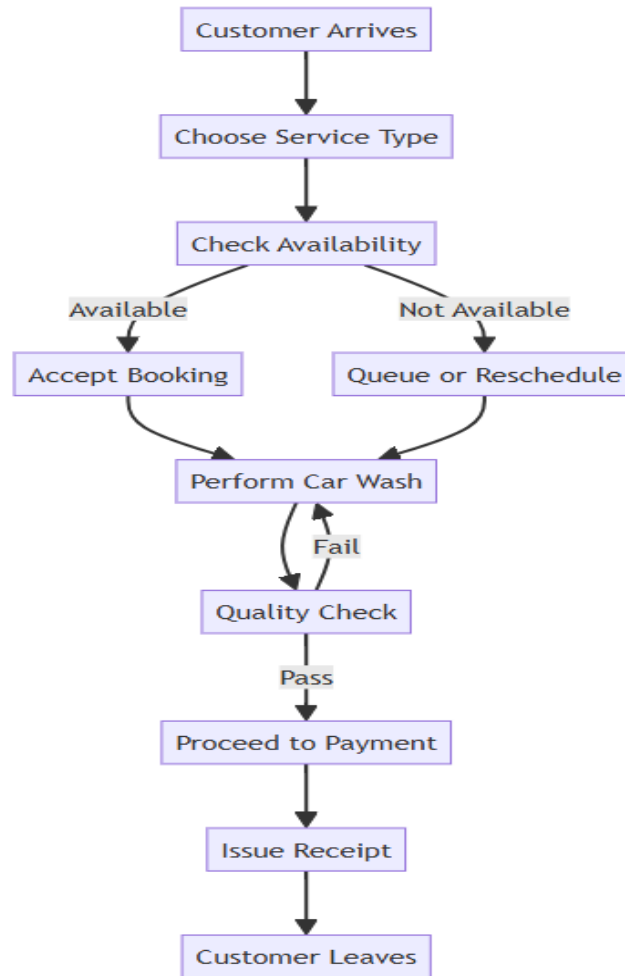 Customer Arrives
Choose Service Type
Check Availability
Available
Not Available
Accept Booking
Queue or Reschedule
Perform Car Wash
Fail
Quality Check
Pass
Proceed to Payment
Issue Receipt
Customer Leaves